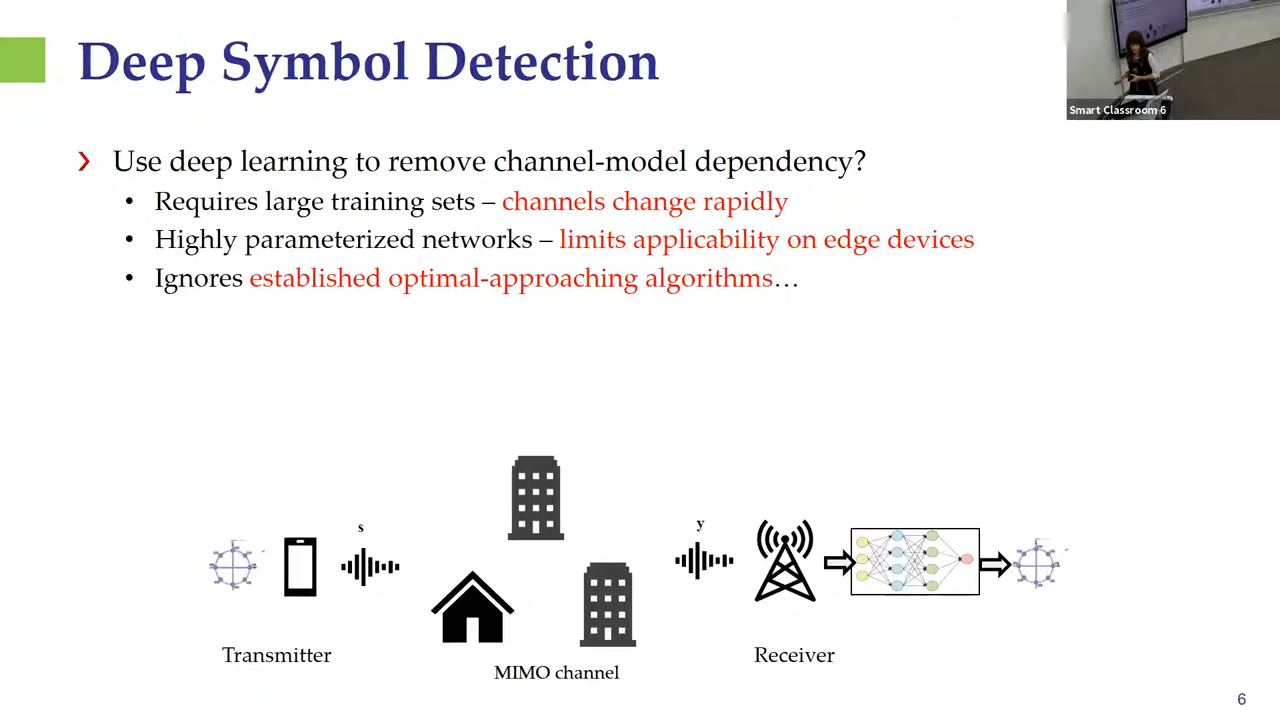 Deep Symbol Detection
Smart Classroom 6
› Use deep learning to remove channel-model dependency?
• Requires large training sets – channels change rapidly
• Highly parameterized networks – limits applicability on edge devices
• Ignores established optimal-approaching algorithms…
s
y
Transmitter
Receiver
MIMO channel
6